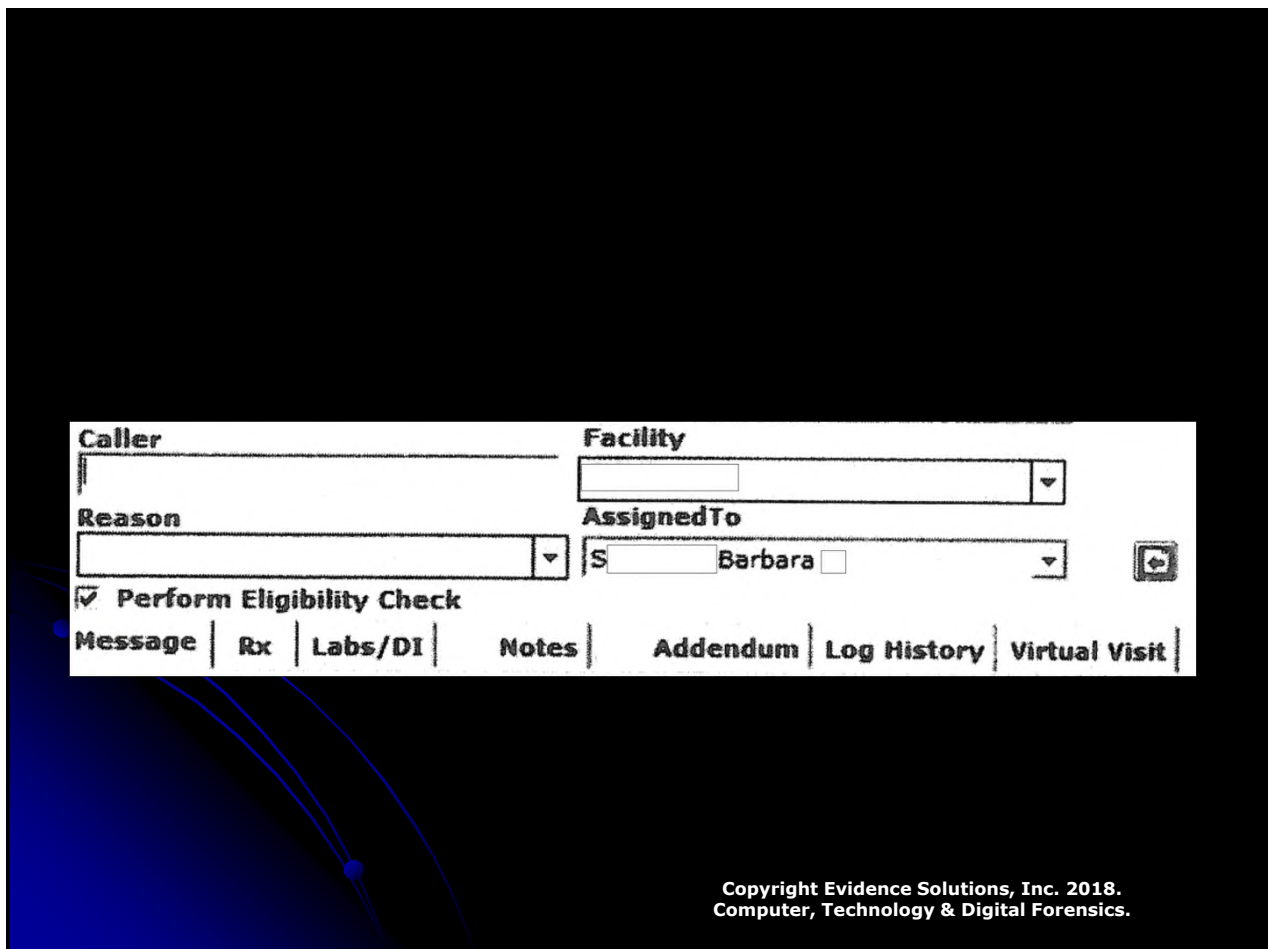 Caller Facility
Reason AssignedTo
S Barbara
Perform Eligibility Check
Message Rx Labs/DI Notes Addendum Log History Virtual Visit
Copyright Evidence Solutions, Inc. 2018.
Computer, Technology & Digital Forensics.